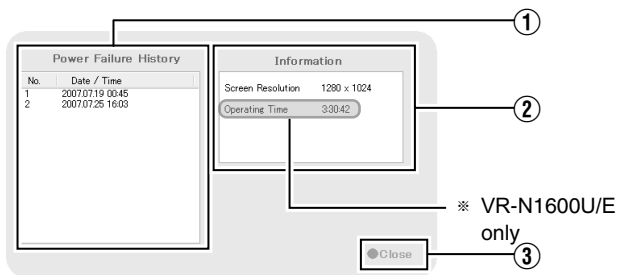 ①
Power Failure History
No. Date / Time
1 2007.07.19 00:45
2 2007.07.25 16:03
Information
Screen Resolution 1280 x 1024
Operating Time 3:30:42
②
※ VR-N1600U/E
only
Close
③